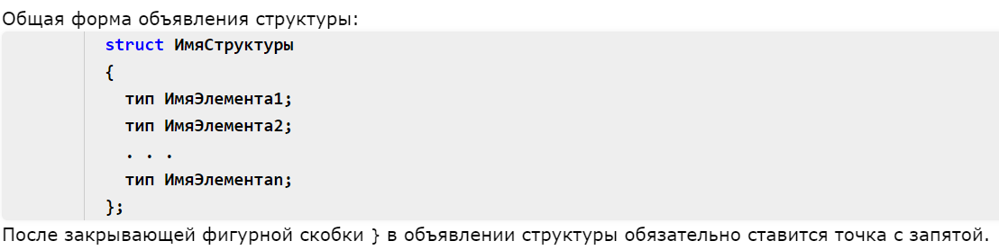 Общая форма объявления структуры:
struct ИмяСтруктуры
{
тип ИмяЭлемента1;
тип ИмяЭлемента2;
. . .
тип ИмяЭлементаn;
};
После закрывающей фигурной скобки } в объявлении структуры обязательно ставится точка с запятой.